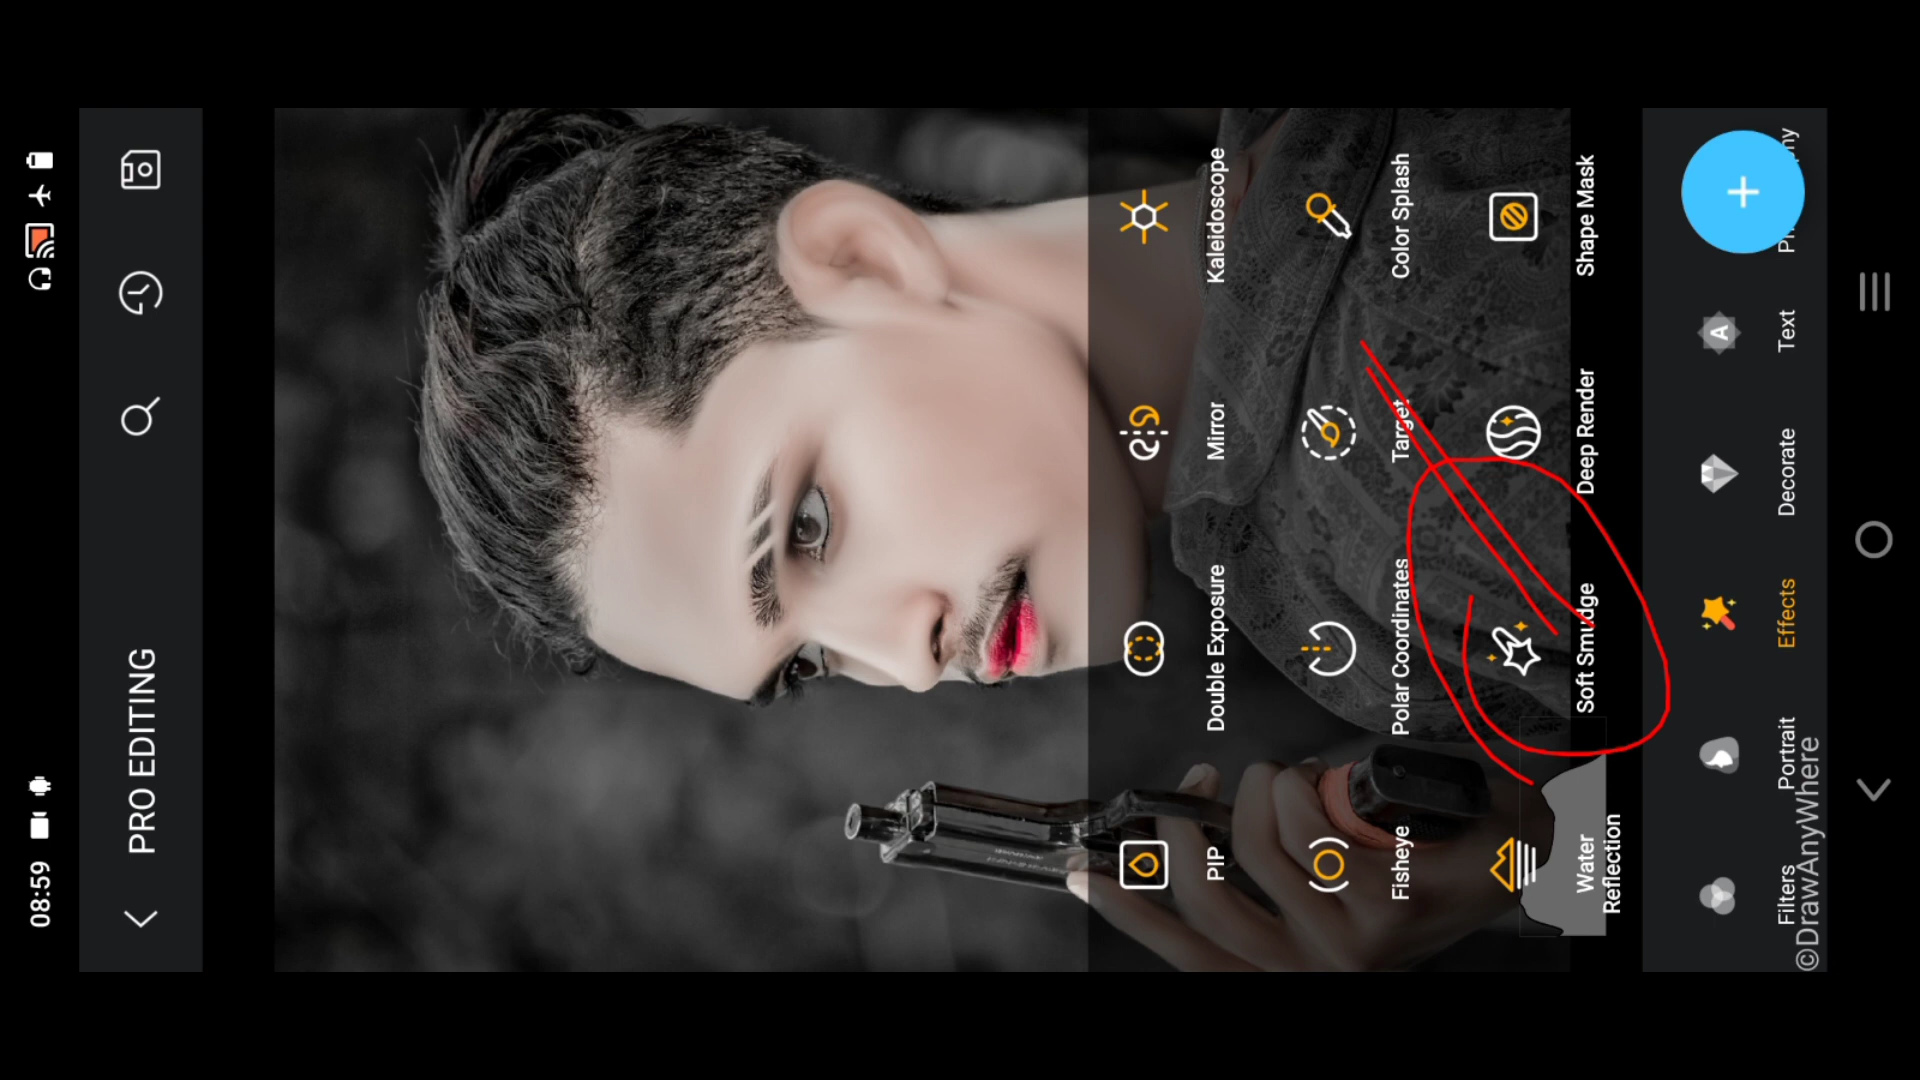 08:59
PRO EDITING
PIP
Double Exposure
Mirror
Kaleidoscope
Fisheye
Polar Coordinates
Target
Color Splash
Water
Reflection
Soft Smudge
Deep Render
Shape Mask
A
Filters
Portrait
Effects
Decorate
Text
©DrawAnyWhere